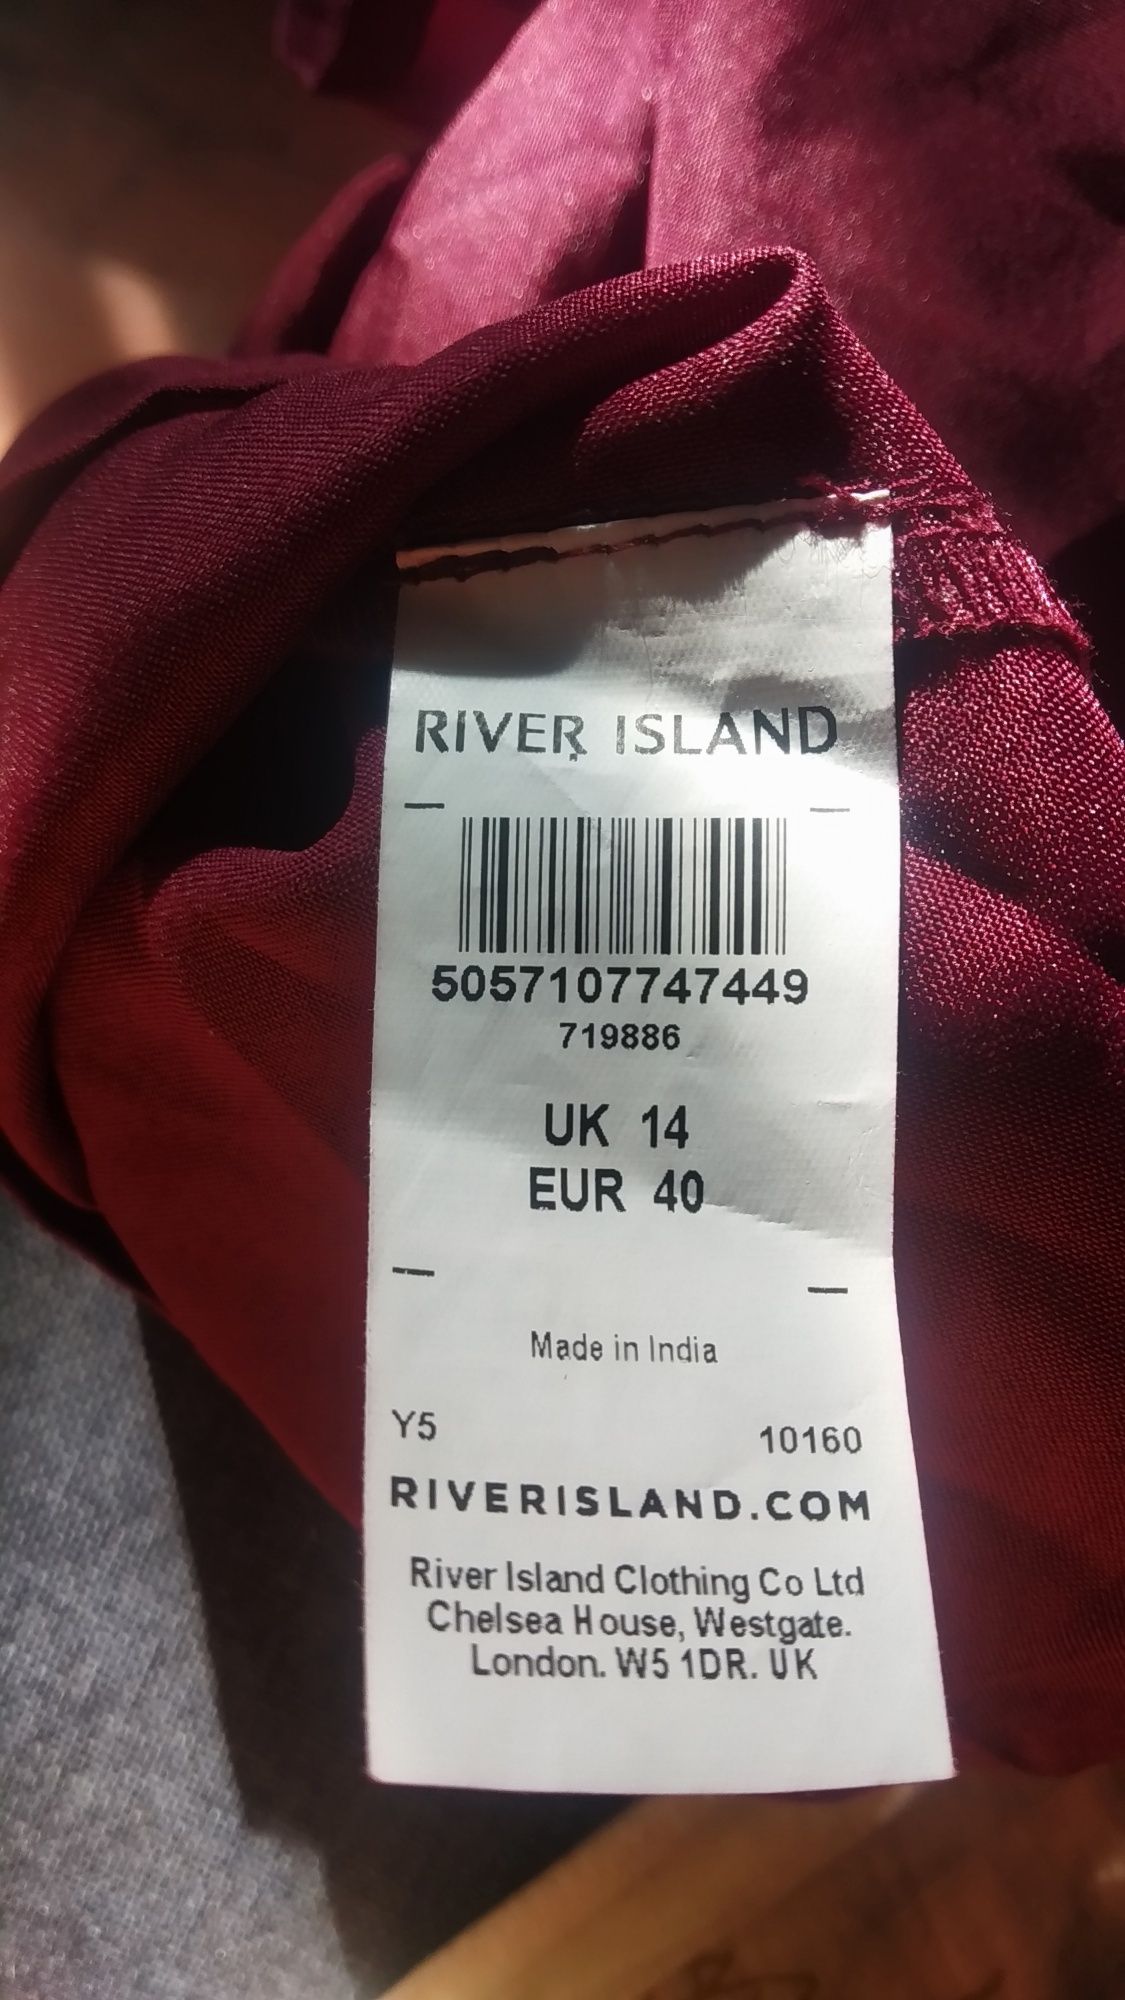 RIVER ISLAND
5057107747449
719886
UK 14
EUR 40
Made in India
Y5 10160
RIVERISLAND.COM
River Island Clothing Co Ltd
Chelsea House, Westgate.
London. W5 1DR. UK